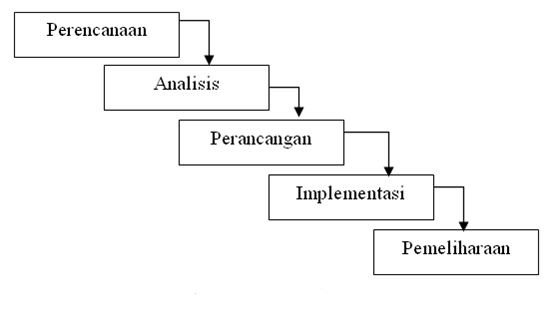 Perencanaan
Analisis
Perancangan
Implementasi
Pemeliharaan